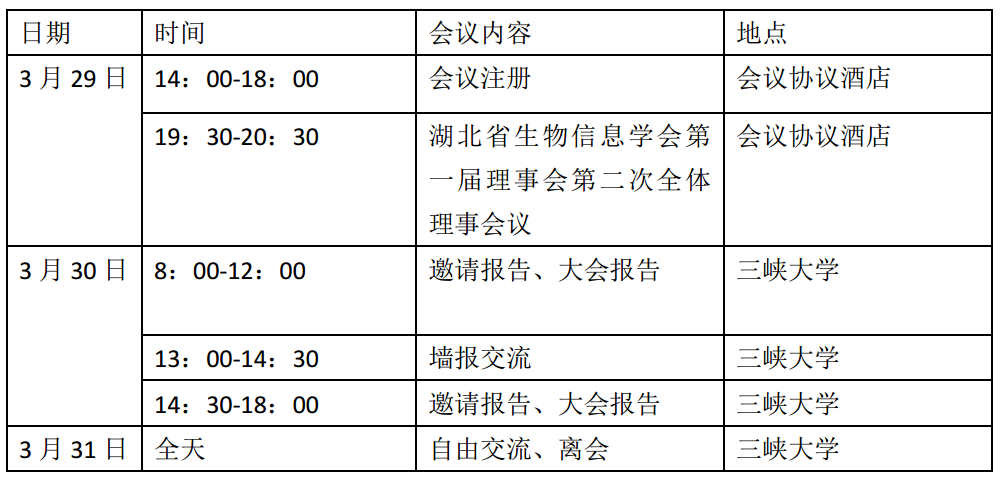 日期 时间 会议内容 地点
3月29日 14：00-18：00 会议注册 会议协议酒店
19：30-20：30 湖北省生物信息学会第 会议协议酒店
一届理事会第二次全体
理事会议
3月30日 8：00-12：00 邀请报告、大会报告 三峡大学
13：00-14：30 墙报交流 三峡大学
14：30-18：00 邀请报告、大会报告 三峡大学
3月31日 全天 自由交流、离会 三峡大学